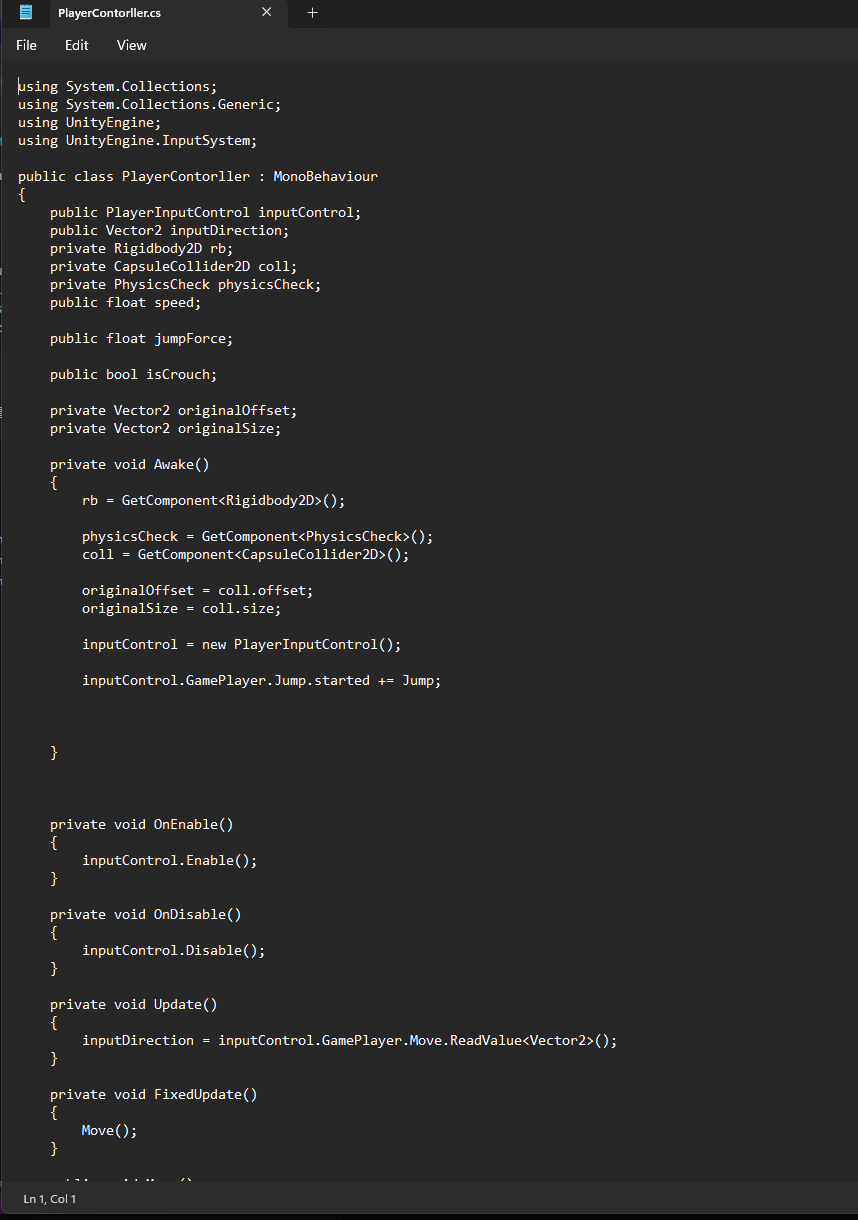 PlayerContorller.cs
File Edit View
using System.Collections;
using System.Collections.Generic;
using UnityEngine;
using UnityEngine.InputSystem;
public class PlayerContorller : MonoBehaviour
{
public PlayerInputControl inputControl;
public Vector2 inputDirection;
private Rigidbody2D rb;
private CapsuleCollider2D coll;
private PhysicsCheck physicsCheck;
public float speed;
public float jumpForce;
public bool isCrouch;
private Vector2 originalOffset;
private Vector2 originalSize;
private void Awake()
{
rb = GetComponent<Rigidbody2D>();
physicsCheck = GetComponent<PhysicsCheck>();
coll = GetComponent<CapsuleCollider2D>();
originalOffset = coll.offset;
originalSize = coll.size;
inputControl = new PlayerInputControl();
inputControl.GamePlayer.Jump.started += Jump;
}
private void OnEnable()
{
inputControl.Enable();
}
private void OnDisable()
{
inputControl.Disable();
}
private void Update()
{
inputDirection = inputControl.GamePlayer.Move.ReadValue<Vector2>();
}
private void FixedUpdate()
{
Move();
}
Ln 1, Col 1